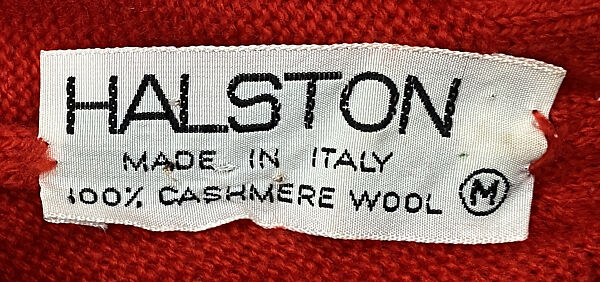 HALSTON
MADE IN ITALY
100% CASHMERE WOOL M